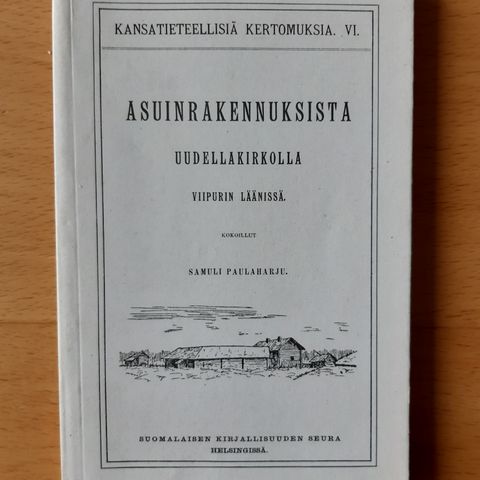 KANSATIETEELLISIÄ KERTOMUKSIA. VI.
ASUINRAKENNUKSISTA
UUDELLAKIRKOLLA
VIIPURIN LÄÄNISSÄ.
KOKOILLUT
SAMULI PAULAHARJU.
SUOMALAISEN KIRJALLISUUDEN SEURA
HELSINGISSÄ.